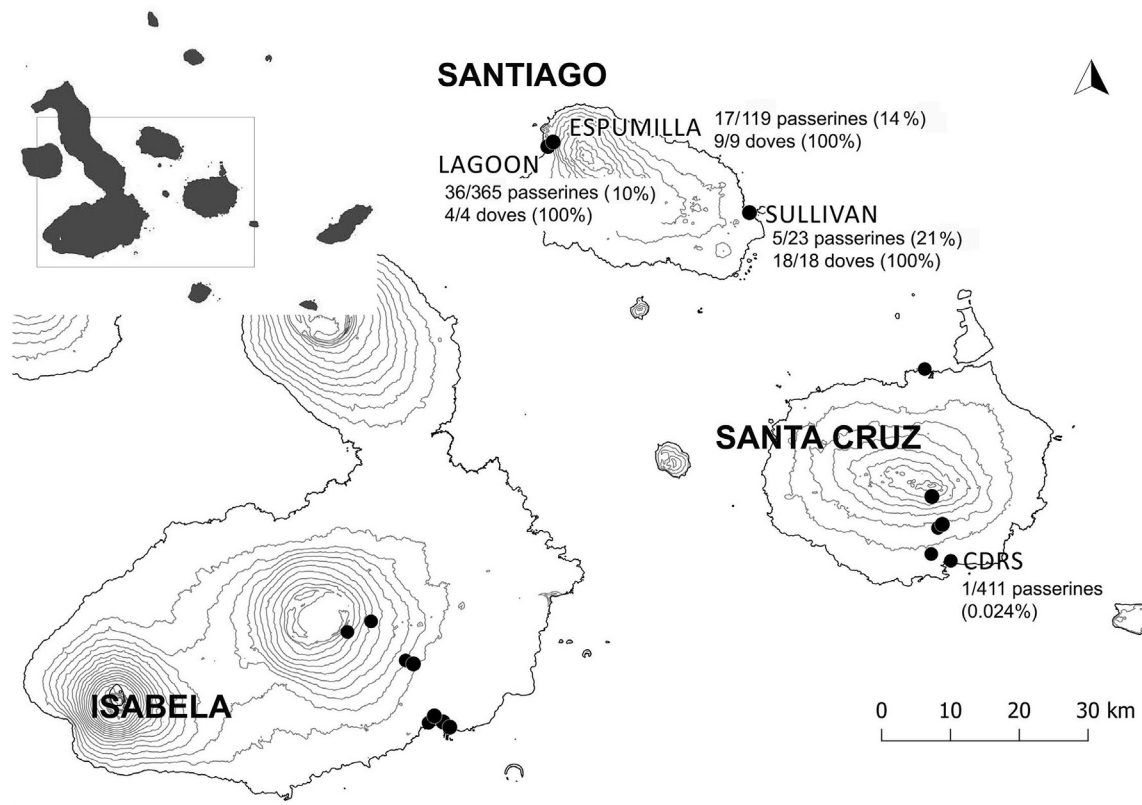 SANTIAGO
ESPUMILLA
17/119 passerines (14 %)
9/9 doves (100%)
LAGOON
36/365 passerines (10%)
4/4 doves (100%)
SULLIVAN
5/23 passerines (21 %)
18/18 doves (100%)
SANTA CRUZ
CDRS
1/411 passerines
(0.024%)
ISABELA
0 10 20 30 km